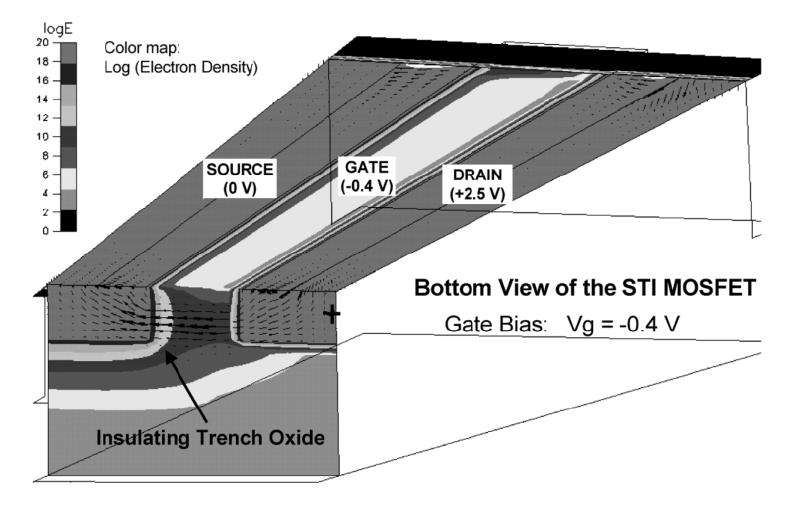 logE
20
18
16
14
12
10
8
6
4
2
0
Color map:
Log (Electron Density)
SOURCE
(0 V)
GATE
(-0.4 V)
DRAIN
(+2.5 V)
Bottom View of the STI MOSFET
Gate Bias: Vg = -0.4 V
Insulating Trench Oxide